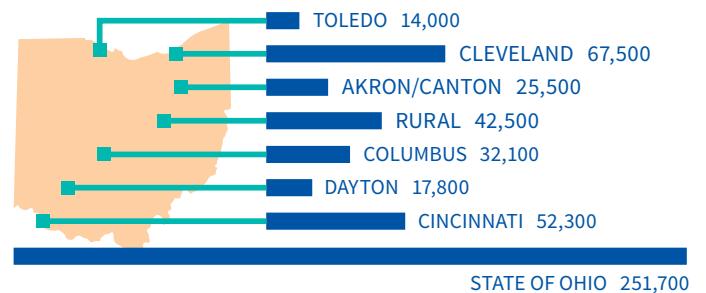 TOLEDO 14,000
CLEVELAND 67,500
AKRON/CANTON 25,500
RURAL 42,500
COLUMBUS 32,100
DAYTON 17,800
CINCINNATI 52,300
STATE OF OHIO 251,700